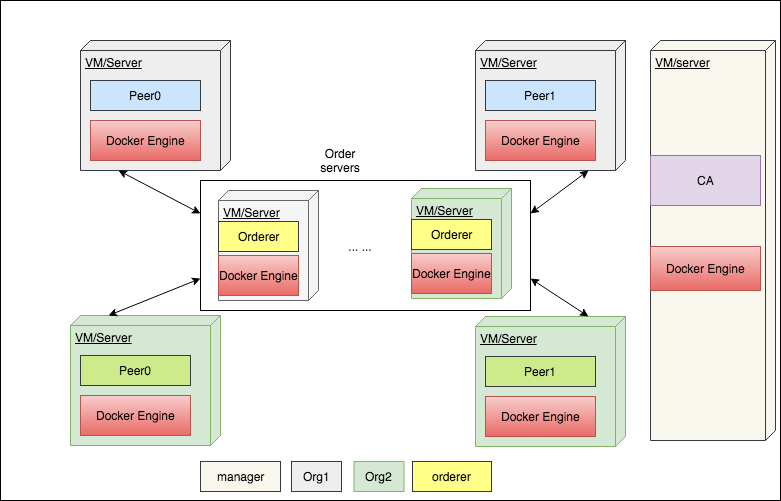 VM/Server
Peer0
Docker Engine
VM/Server
Peer1
Docker Engine
VM/server
CA
Docker Engine
Order
servers
VM/Server
Orderer
Docker Engine
... ...
VM/Server
Orderer
Docker Engine
VM/Server
Peer0
Docker Engine
VM/Server
Peer1
Docker Engine
manager
Org1
Org2
orderer